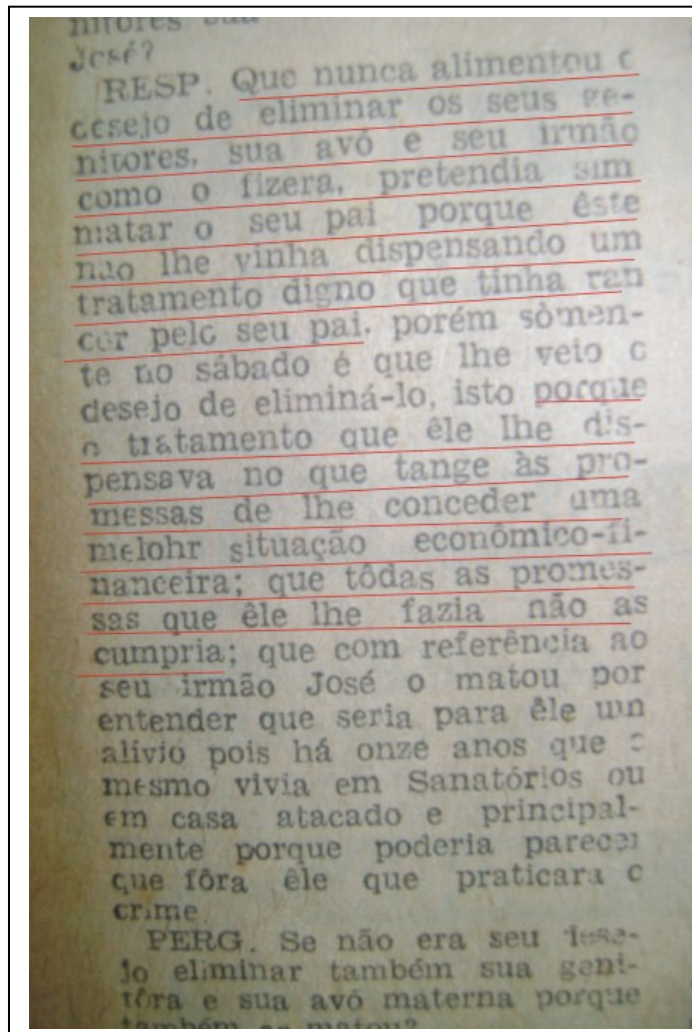 nitores sua
José?
RESP. Que nunca alimentou o
desejo de eliminar os seus ge-
nitores, sua avó e seu irmão
como o fizera, pretendia sim
matar o seu pai porque êste
não lhe vinha dispensando um
tratamento digno que tinha ran
cor pelo seu pai, porém sòmen-
te no sábado é que lhe veio o
desejo de eliminá-lo, isto porque
o tratamento que êle lhe dis-
pensava no que tange às pro-
messas de lhe conceder uma
melohr situação econômico-fi-
nanceira; que tôdas as promes-
sas que êle lhe fazia não as
cumpria; que com referência ao
seu irmão José o matou por
entender que seria para êle um
alivio pois há onze anos que o
mesmo vivia em Sanatórios ou
em casa atacado e principal-
mente porque poderia parecer
que fôra êle que praticara o
crime.
PERG. Se não era seu dese-
jo eliminar também sua geni-
tôra e sua avó materna porque
também os matou?